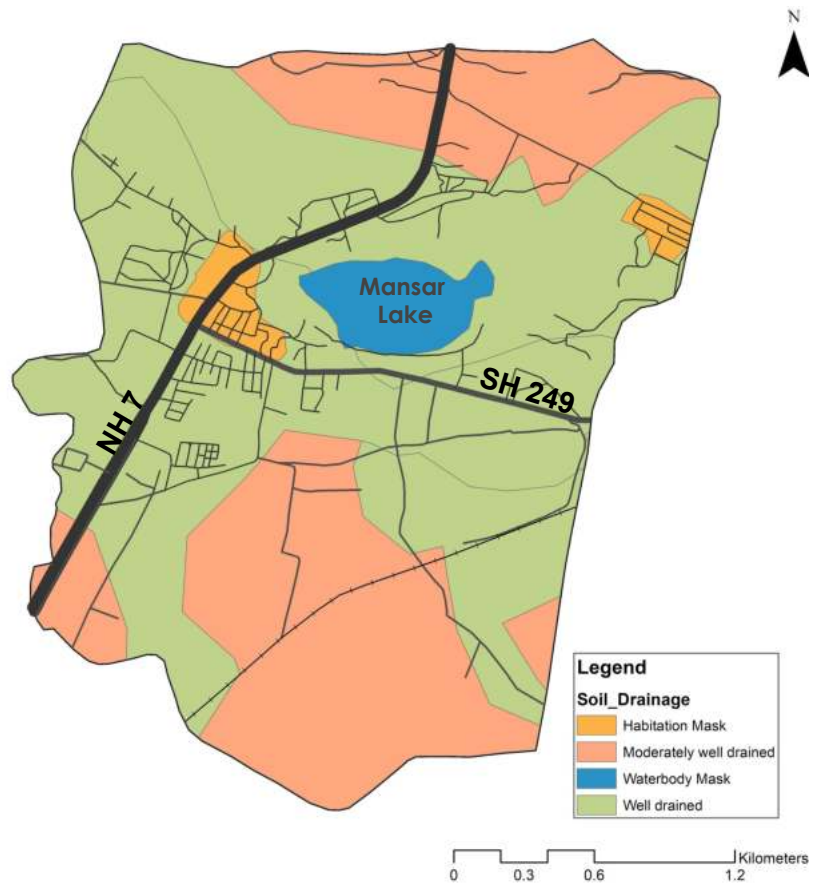 N
Mansar
Lake
SH 249
NH 7
Legend
Soil_Drainage
Habitation Mask
Moderately well drained
Waterbody Mask
Well drained
Kilometers
0 0.3 0.6 1.2